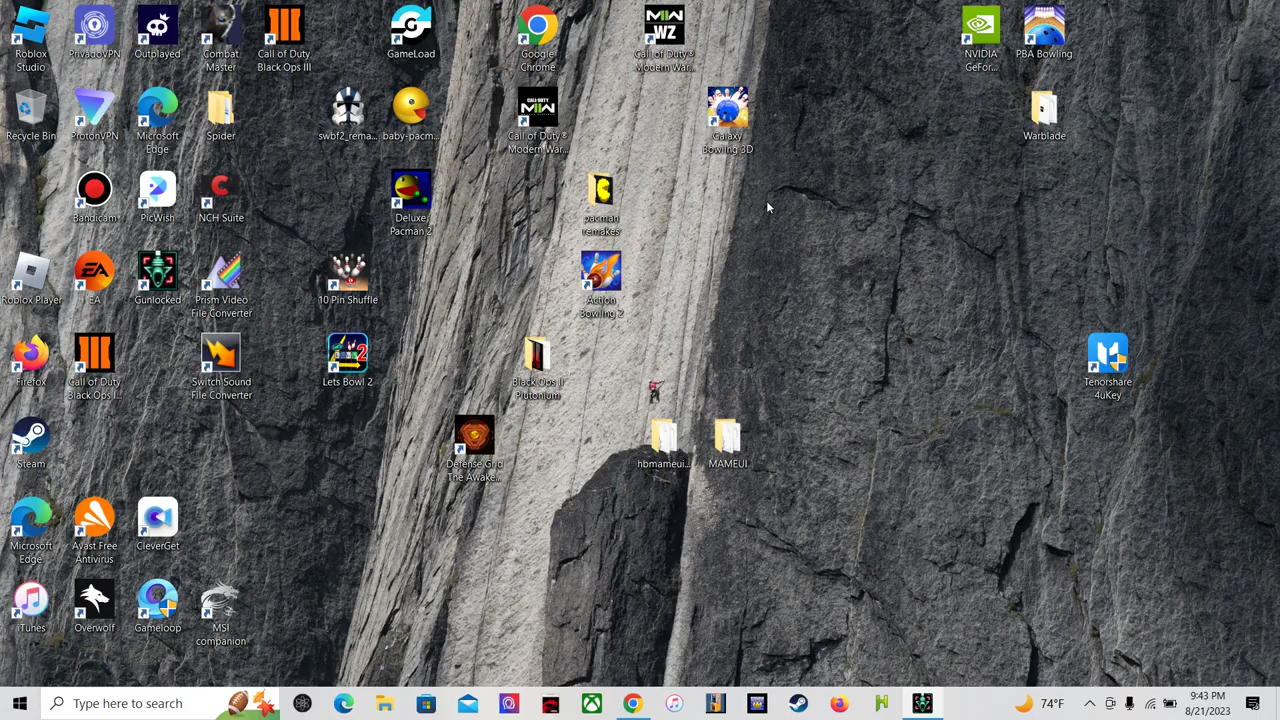 Roblox Studio
PrivadoVPN
Outplayed
Combat Master
Call of Duty Black Ops III
GameLoad
Google Chrome
Call of Duty® Modern War...
NVIDIA GeFor...
PBA Bowling
Recycle Bin
ProtonVPN
Microsoft Edge
Spider
swbf2_rema...
baby-pacm...
Call of Duty® Modern War...
Galaxy Bowling 3D
Warblade
Bandicam
PicWish
NCH Suite
Deluxe Pacman 2
pacman remakes
Roblox Player
EA
Gunlocked
Prism Video File Converter
10 Pin Shuffle
Action Bowling 2
Firefox
Call of Duty Black Ops I...
Switch Sound File Converter
Lets Bowl 2
Black Ops II Plutonium
Tenorshare 4uKey
Steam
Defense Grid The Awake...
hbmameui...
MAMEUI
Microsoft Edge
Avast Free Antivirus
CleverGet
iTunes
Overwolf
Gameloop
MSI companion
Type here to search
74°F
9:43 PM
8/21/2023